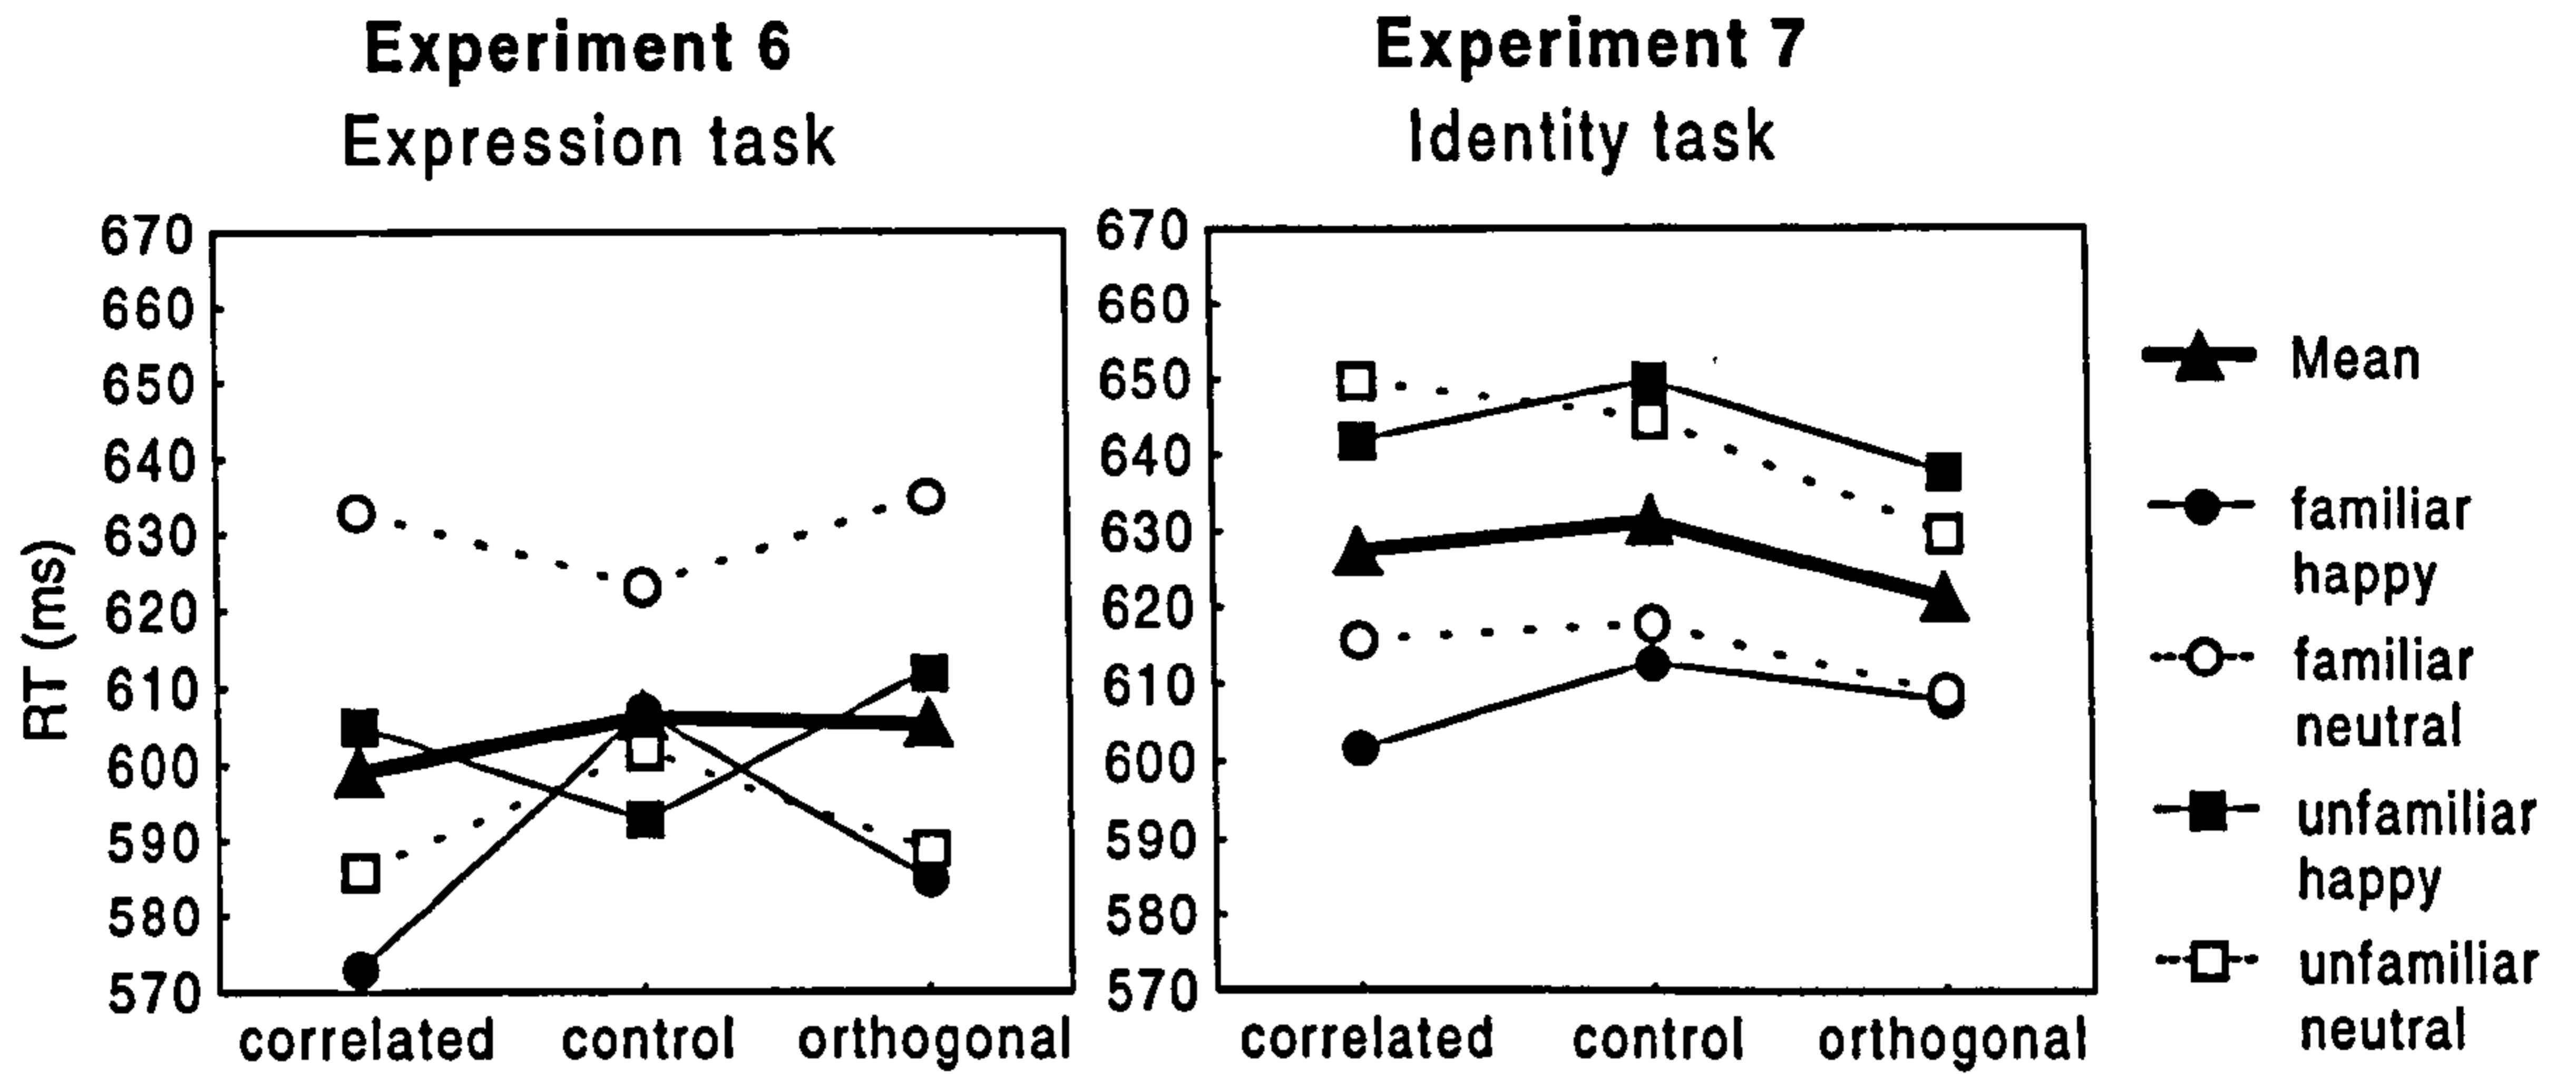 Experiment 6
Expression task
670
660
650
640
630
620
610
600
590
580
570
RT (ms)
correlated control orthogonal
Experiment 7
Identity task
670
660
650
640
630
620
610
600
590
580
570
correlated control orthogonal
Mean
familiar
happy
familiar
neutral
unfamiliar
happy
unfamiliar
neutral